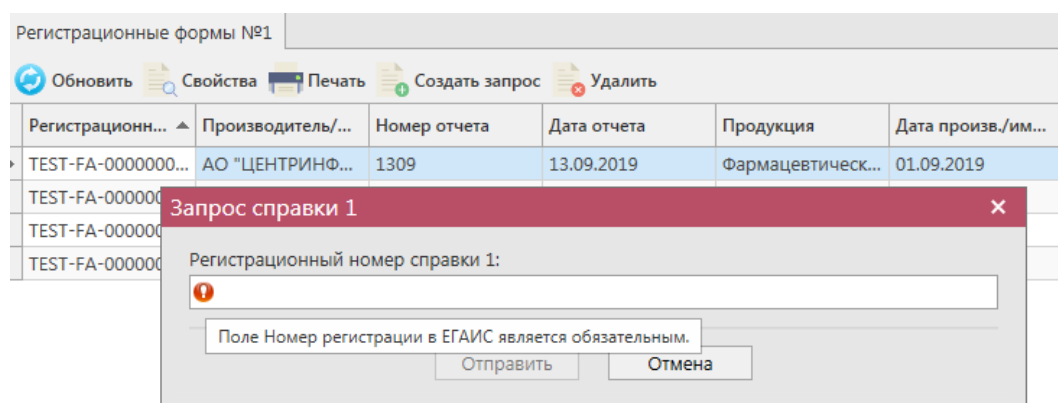 Регистрационные формы №1
Обновить Свойства Печать Создать запрос Удалить
Регистрационн... Производитель/... Номер отчета Дата отчета Продукция Дата произв./им...
TEST-FA-0000000... АО "ЦЕНТРИНФ... 1309 13.09.2019 Фармацевтическ... 01.09.2019
TEST-FA-000000
Запрос справки 1
TEST-FA-000000
TEST-FA-000000
Регистрационный номер справки 1:
Поле Номер регистрации в ЕГАИС является обязательным.
Отправить Отмена